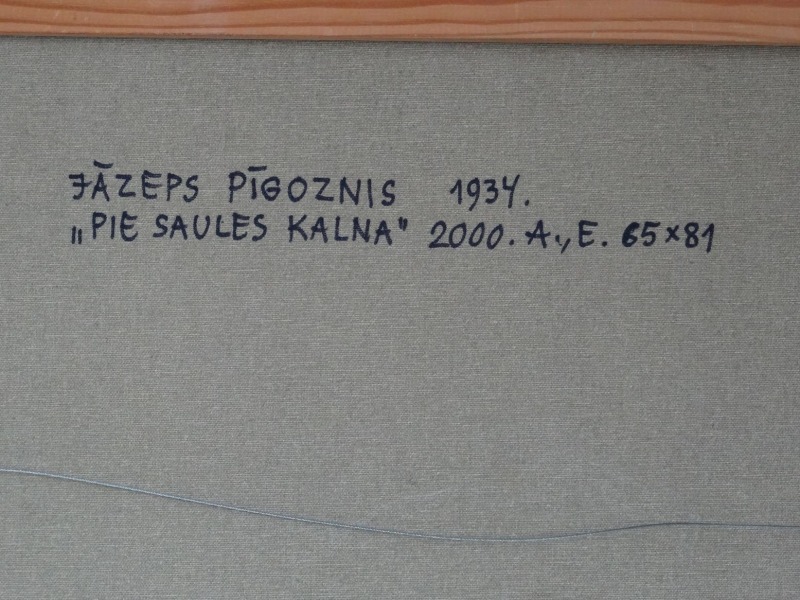 JĀZEPS PĪGOZNIS 1934.
„PIE SAULES KALNA" 2000. A., E. 65×81